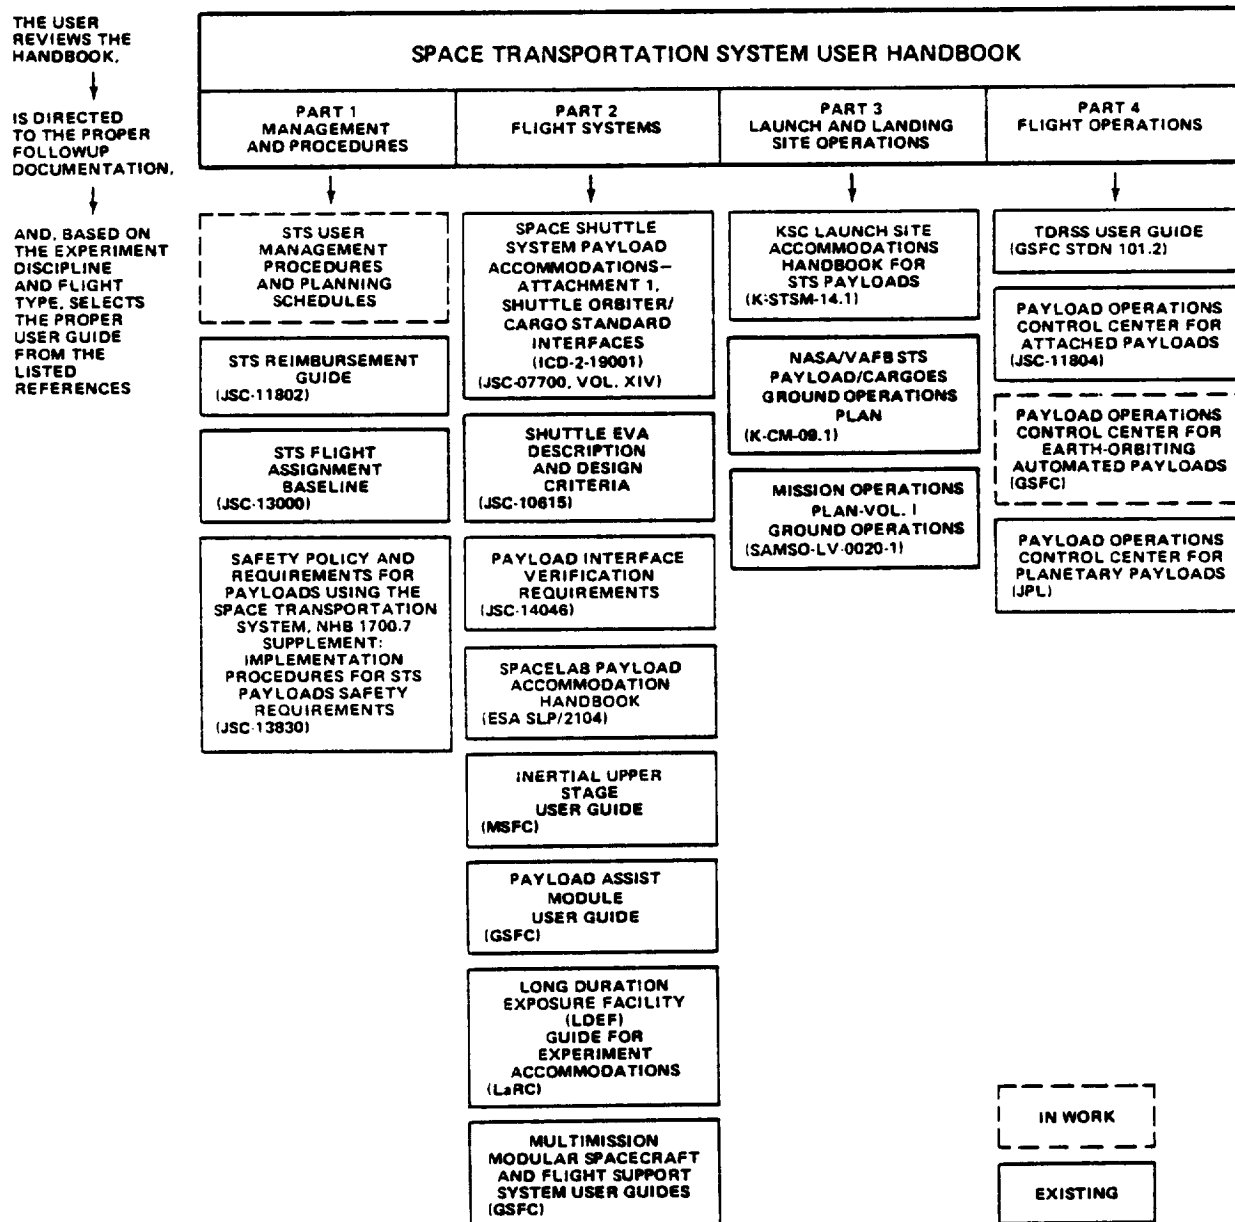 THE USER
REVIEWS THE
HANDBOOK,
IS DIRECTED
TO THE PROPER
FOLLOWUP
DOCUMENTATION,
AND, BASED ON
THE EXPERIMENT
DISCIPLINE
AND FLIGHT
TYPE, SELECTS
THE PROPER
USER GUIDE
FROM THE
LISTED
REFERENCES
SPACE TRANSPORTATION SYSTEM USER HANDBOOK
PART 1
MANAGEMENT
AND PROCEDURES
STS USER
MANAGEMENT
PROCEDURES
AND PLANNING
SCHEDULES
STS REIMBURSEMENT
GUIDE
(JSC-11802)
STS FLIGHT
ASSIGNMENT
BASELINE
(JSC-13000)
SAFETY POLICY AND
REQUIREMENTS FOR
PAYLOADS USING THE
SPACE TRANSPORTATION
SYSTEM, NHB 1700.7
SUPPLEMENT:
IMPLEMENTATION
PROCEDURES FOR STS
PAYLOADS SAFETY
REQUIREMENTS
(JSC-13830)
PART 2
FLIGHT SYSTEMS
SPACE SHUTTLE
SYSTEM PAYLOAD
ACCOMMODATIONS—
ATTACHMENT 1,
SHUTTLE ORBITER/
CARGO STANDARD
INTERFACES
(ICD-2-19001)
(JSC-07700, VOL. XIV)
SHUTTLE EVA
DESCRIPTION
AND DESIGN
CRITERIA
(JSC-10615)
PAYLOAD INTERFACE
VERIFICATION
REQUIREMENTS
(JSC-14046)
SPACELAB PAYLOAD
ACCOMMODATION
HANDBOOK
(ESA SLP/2104)
INERTIAL UPPER
STAGE
USER GUIDE
(MSFC)
PAYLOAD ASSIST
MODULE
USER GUIDE
(GSFC)
LONG DURATION
EXPOSURE FACILITY
(LDEF)
GUIDE FOR
EXPERIMENT
ACCOMMODATIONS
(LaRC)
MULTIMISSION
MODULAR SPACECRAFT
AND FLIGHT SUPPORT
SYSTEM USER GUIDES
(GSFC)
PART 3
LAUNCH AND LANDING
SITE OPERATIONS
KSC LAUNCH SITE
ACCOMMODATIONS
HANDBOOK FOR
STS PAYLOADS
(K-STSM-14.1)
NASA/VAFB STS
PAYLOAD/CARGOES
GROUND OPERATIONS
PLAN
(K-CM-09.1)
MISSION OPERATIONS
PLAN-VOL. I
GROUND OPERATIONS
(SAMSO-LV-0020-1)
PART 4
FLIGHT OPERATIONS
TDRSS USER GUIDE
(GSFC STDN 101.2)
PAYLOAD OPERATIONS
CONTROL CENTER FOR
ATTACHED PAYLOADS
(JSC-11804)
PAYLOAD OPERATIONS
CONTROL CENTER FOR
EARTH-ORBITING
AUTOMATED PAYLOADS
(GSFC)
PAYLOAD OPERATIONS
CONTROL CENTER FOR
PLANETARY PAYLOADS
(JPL)
IN WORK
EXISTING